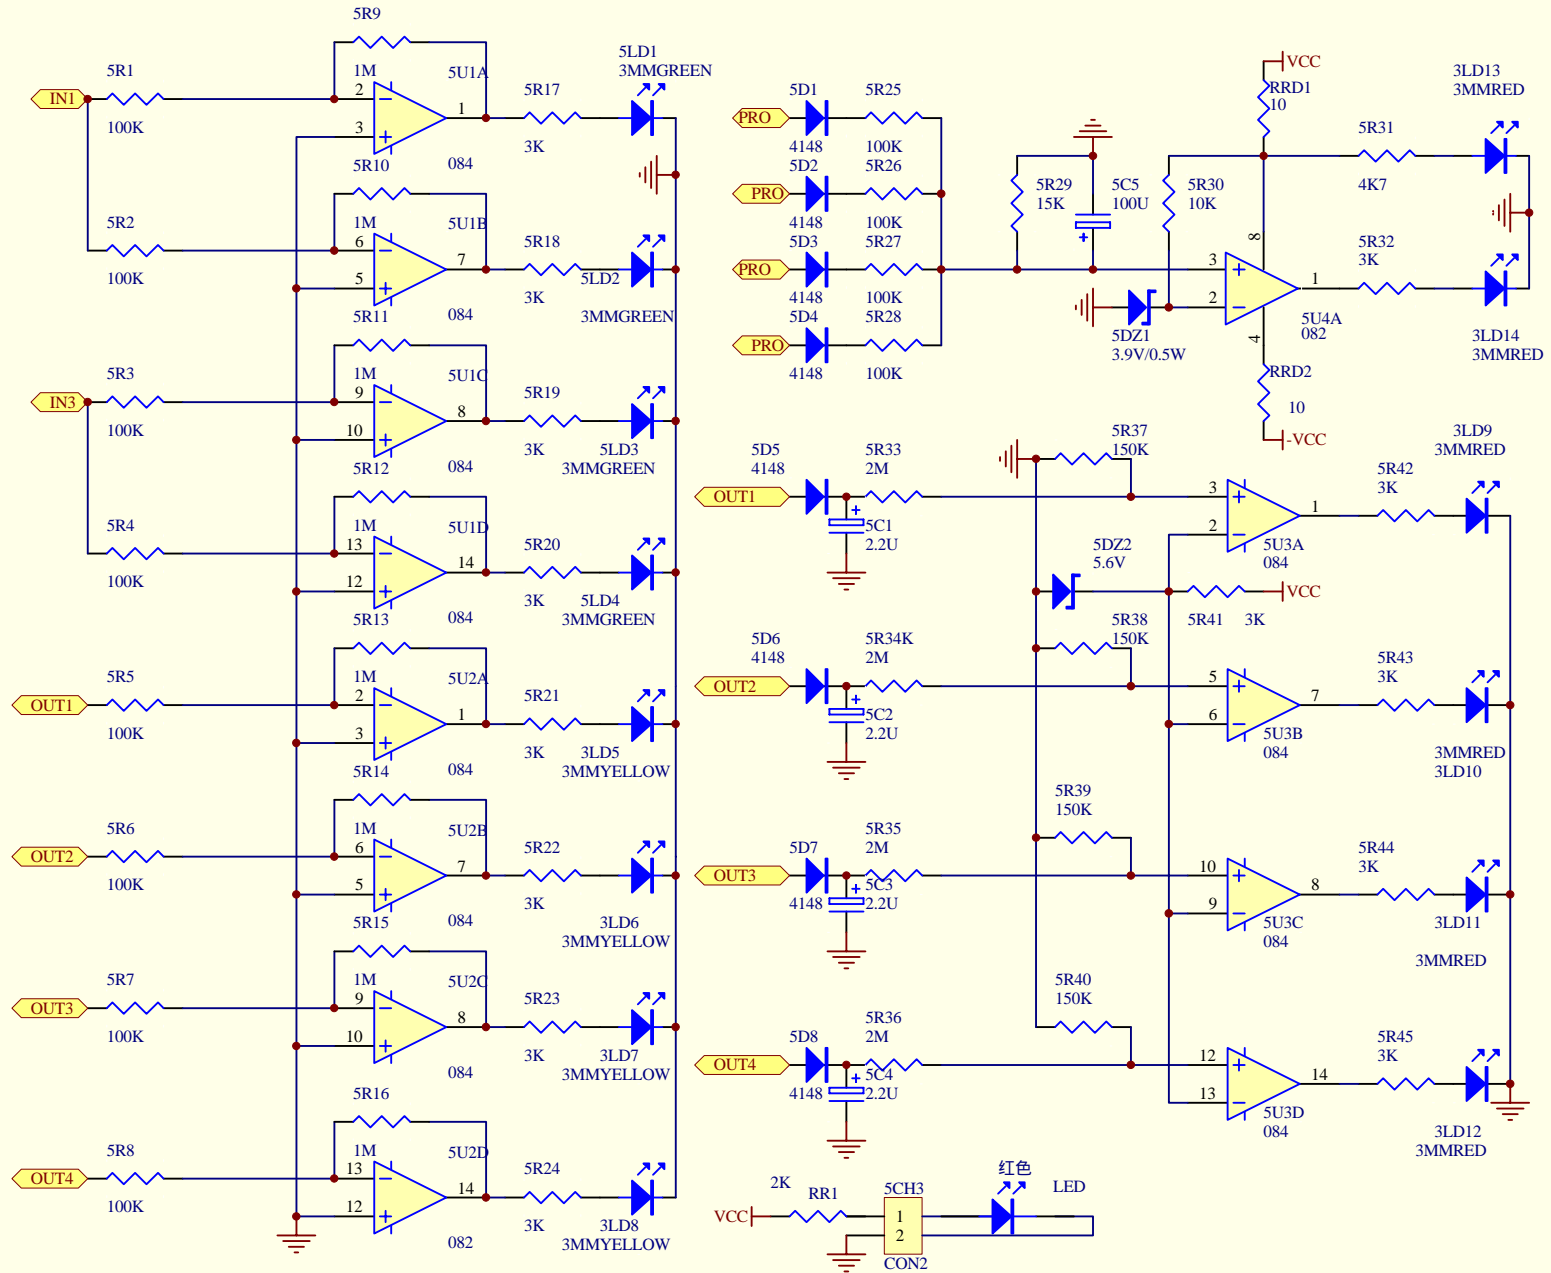 5R9
1M
5R1
IN1
100K
2
3
5U1A
1
084
5R17
3K
5LD1
3MMGREEN
5R10
1M
5R2
100K
6
5
5U1B
7
084
5R18
3K
5LD2
3MMGREEN
5R11
1M
5R3
IN3
100K
9
10
5U1C
8
084
5R19
3K
5LD3
3MMGREEN
5R12
1M
5R4
100K
13
12
5U1D
14
084
5R20
3K
5LD4
3MMGREEN
5R13
1M
5R5
OUT1
100K
2
3
5U2A
1
084
5R21
3K
3LD5
3MMYELLOW
5R14
1M
5R6
OUT2
100K
6
5
5U2B
7
084
5R22
3K
3LD6
3MMYELLOW
5R15
1M
5R7
OUT3
100K
9
10
5U2C
8
084
5R23
3K
3LD7
3MMYELLOW
5R16
1M
5R8
OUT4
100K
13
12
5U2D
14
082
5R24
3K
3LD8
3MMYELLOW
5D1
PRO
4148
5R25
100K
5D2
PRO
4148
5R26
100K
5D3
PRO
4148
5R27
100K
5D4
PRO
4148
5R28
100K
5R29
15K
5C5
100U
+
5R30
10K
VCC
RRD1
10
8
3
2
1
4
5U4A
082
5DZ1
3.9V/0.5W
RRD2
10
-VCC
5R31
4K7
3LD13
3MMRED
5R32
3K
3LD14
3MMRED
5D5
4148
OUT1
5R33
2M
+
5C1
2.2U
5R37
150K
3
2
1
5U3A
084
5R42
3K
3LD9
3MMRED
5DZ2
5.6V
5R41
3K
VCC
5D6
4148
OUT2
5R34K
2M
+
5C2
2.2U
5R38
150K
5
6
7
5U3B
084
5R43
3K
3MMRED
3LD10
5D7
OUT3
4148
5R35
2M
+
5C3
2.2U
5R39
150K
10
9
8
5U3C
084
5R44
3K
3LD11
3MMRED
5D8
OUT4
4148
5R36
2M
+
5C4
2.2U
5R40
150K
12
13
14
5U3D
084
5R45
3K
3LD12
3MMRED
VCC
2K
RR1
5CH3
1
2
CON2
红色
LED